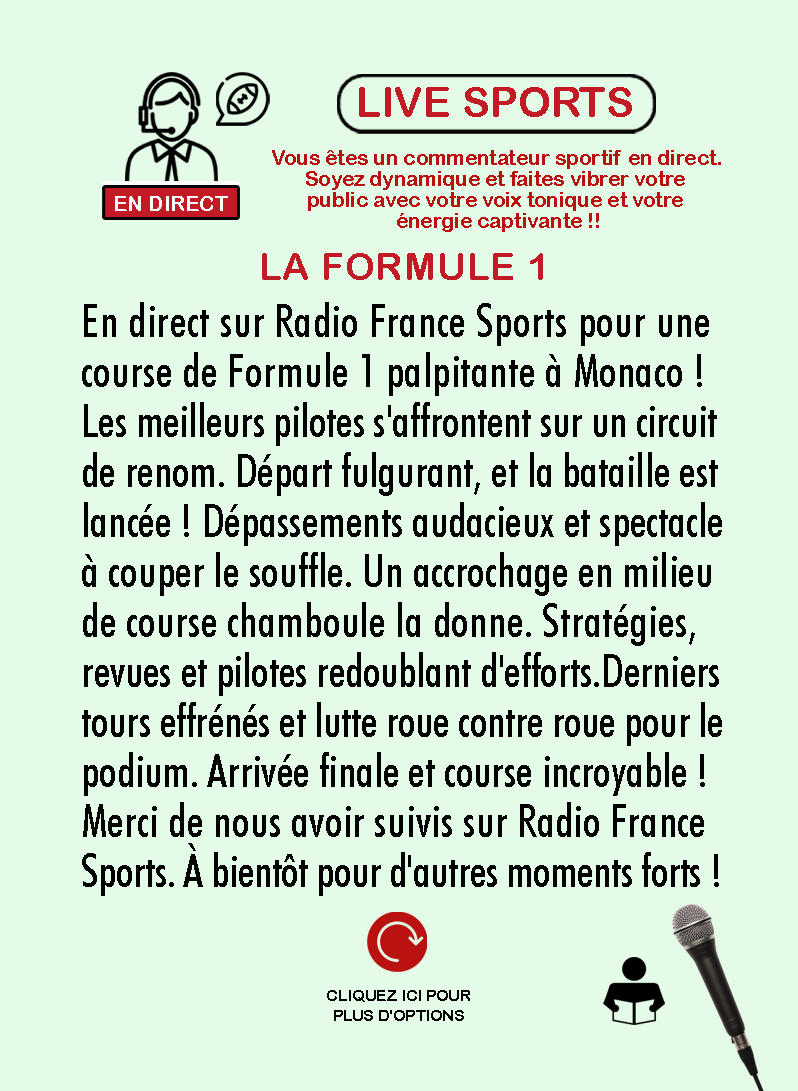 LIVE SPORTS
Vous êtes un commentateur sportif en direct.
Soyez dynamique et faites vibrer votre
public avec votre voix tonique et votre
énergie captivante !!
EN DIRECT
LA FORMULE 1
En direct sur Radio France Sports pour une
course de Formule 1 palpitante à Monaco !
Les meilleurs pilotes s'affrontent sur un circuit
de renom. Départ fulgurant, et la bataille est
lancée ! Dépassements audacieux et spectacle
à couper le souffle. Un accrochage en milieu
de course chamboule la donne. Stratégies,
revues et pilotes redoublant d'efforts.Derniers
tours effrénés et lutte roue contre roue pour le
podium. Arrivée finale et course incroyable !
Merci de nous avoir suivis sur Radio France
Sports. À bientôt pour d'autres moments forts !
CLIQUEZ ICI POUR
PLUS D'OPTIONS